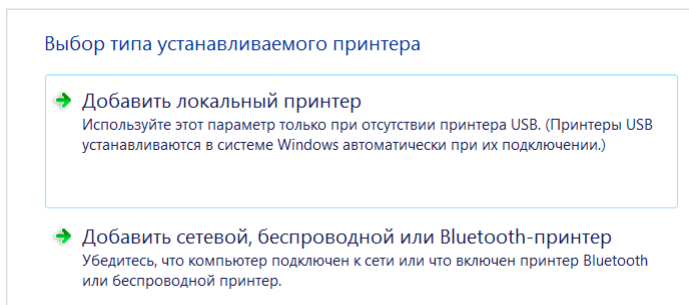 Выбор типа устанавливаемого принтера
Добавить локальный принтер
Используйте этот параметр только при отсутствии принтера USB. (Принтеры USB
устанавливаются в системе Windows автоматически при их подключении.)
Добавить сетевой, беспроводной или Bluetooth-принтер
Убедитесь, что компьютер подключен к сети или что включен принтер Bluetooth
или беспроводной принтер.